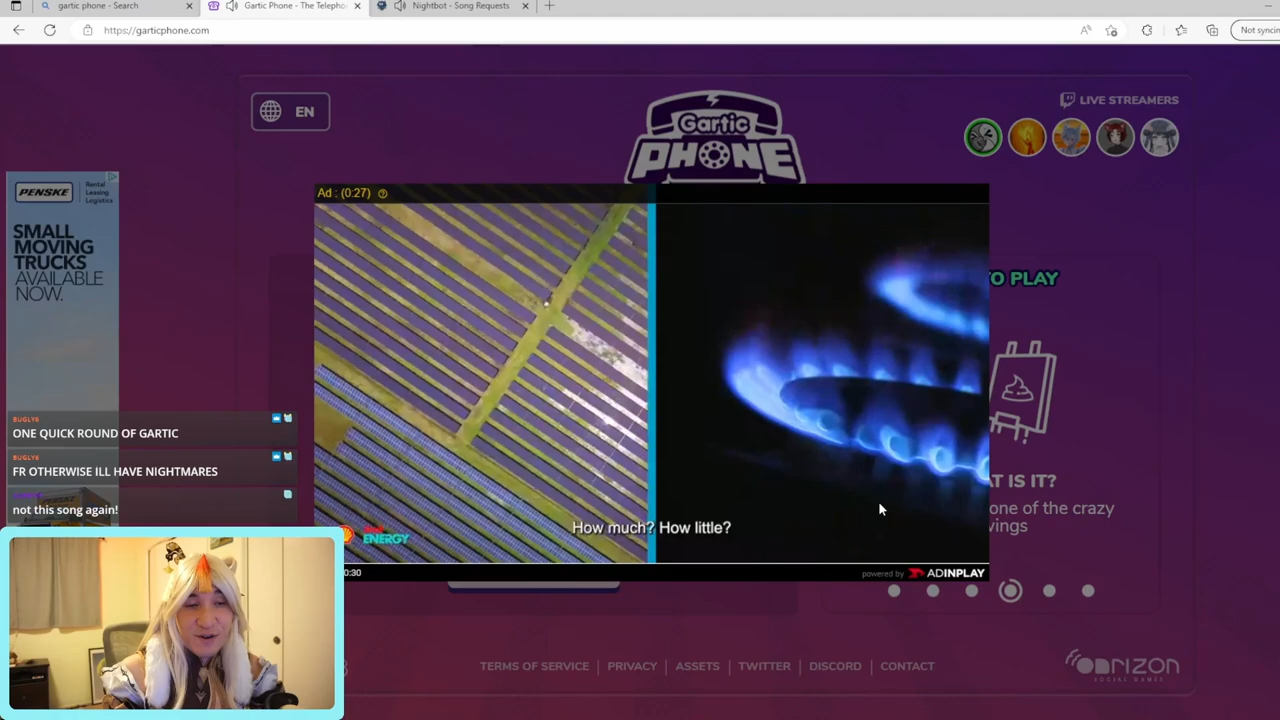 gartic phone - Search
Gartic Phone - The Telepho
Nightbot - Song Requests
https://garticphone.com
Not syncin
EN
Gartic
PHONE
LIVE STREAMERS
PENSKE
Rental
Leasing
Logistics
SMALL
MOVING
TRUCKS
AVAILABLE
NOW.
Ad : (0:27)
O PLAY
BUGLY6
ONE QUICK ROUND OF GARTIC
BUGLY6
FR OTHERWISE ILL HAVE NIGHTMARES
not this song again!
T IS IT?
one of the crazy
wings
How much? How little?
ENERGY
0:30
powered by ADINPLAY
TERMS OF SERVICE | PRIVACY | ASSETS | TWITTER | DISCORD | CONTACT
ONRIZON
SOCIAL GAMES